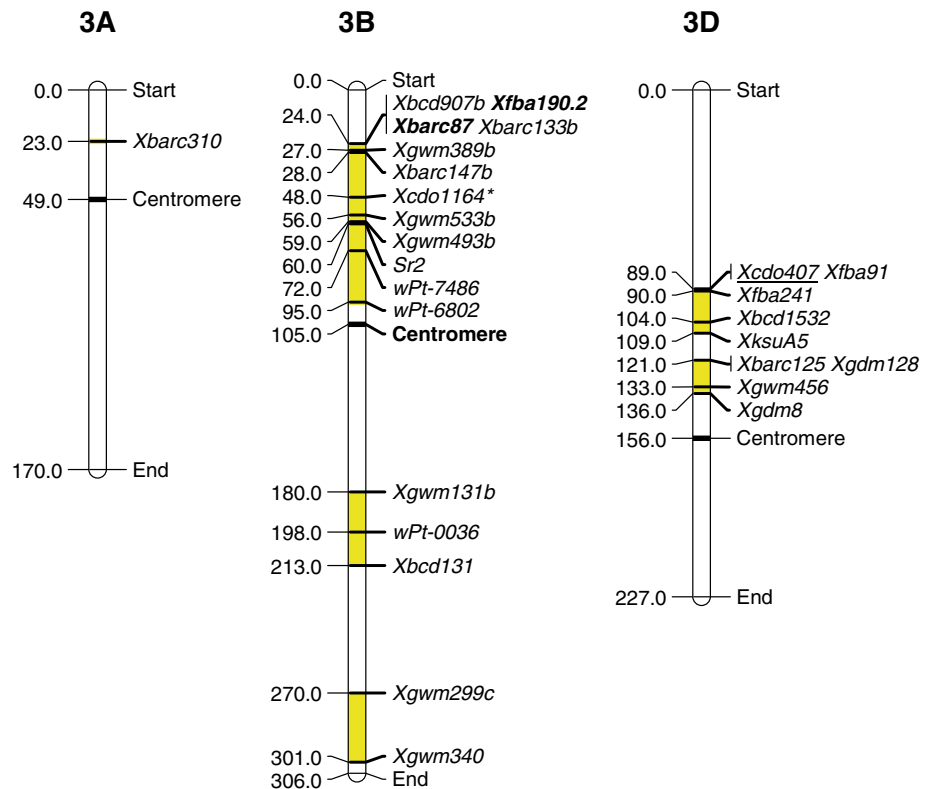 3A
0.0 Start
23.0 Xbarc310
49.0 Centromere
170.0 End
3B
0.0 Start
24.0 Xbcd907b Xfba190.2
Xbarc87 Xbarc133b
27.0 Xgwm389b
28.0 Xbarc147b
48.0 Xcdo1164*
56.0 Xgwm533b
59.0 Xgwm493b
60.0 Sr2
72.0 wPt-7486
95.0 wPt-6802
105.0 Centromere
180.0 Xgwm131b
198.0 wPt-0036
213.0 Xbcd131
270.0 Xgwm299c
301.0 Xgwm340
306.0 End
3D
0.0 Start
89.0 Xcdo407 Xfba91
90.0 Xfba241
104.0 Xbcd1532
109.0 XksuA5
121.0 Xbarc125 Xgdm128
133.0 Xgwm456
136.0 Xgdm8
156.0 Centromere
227.0 End